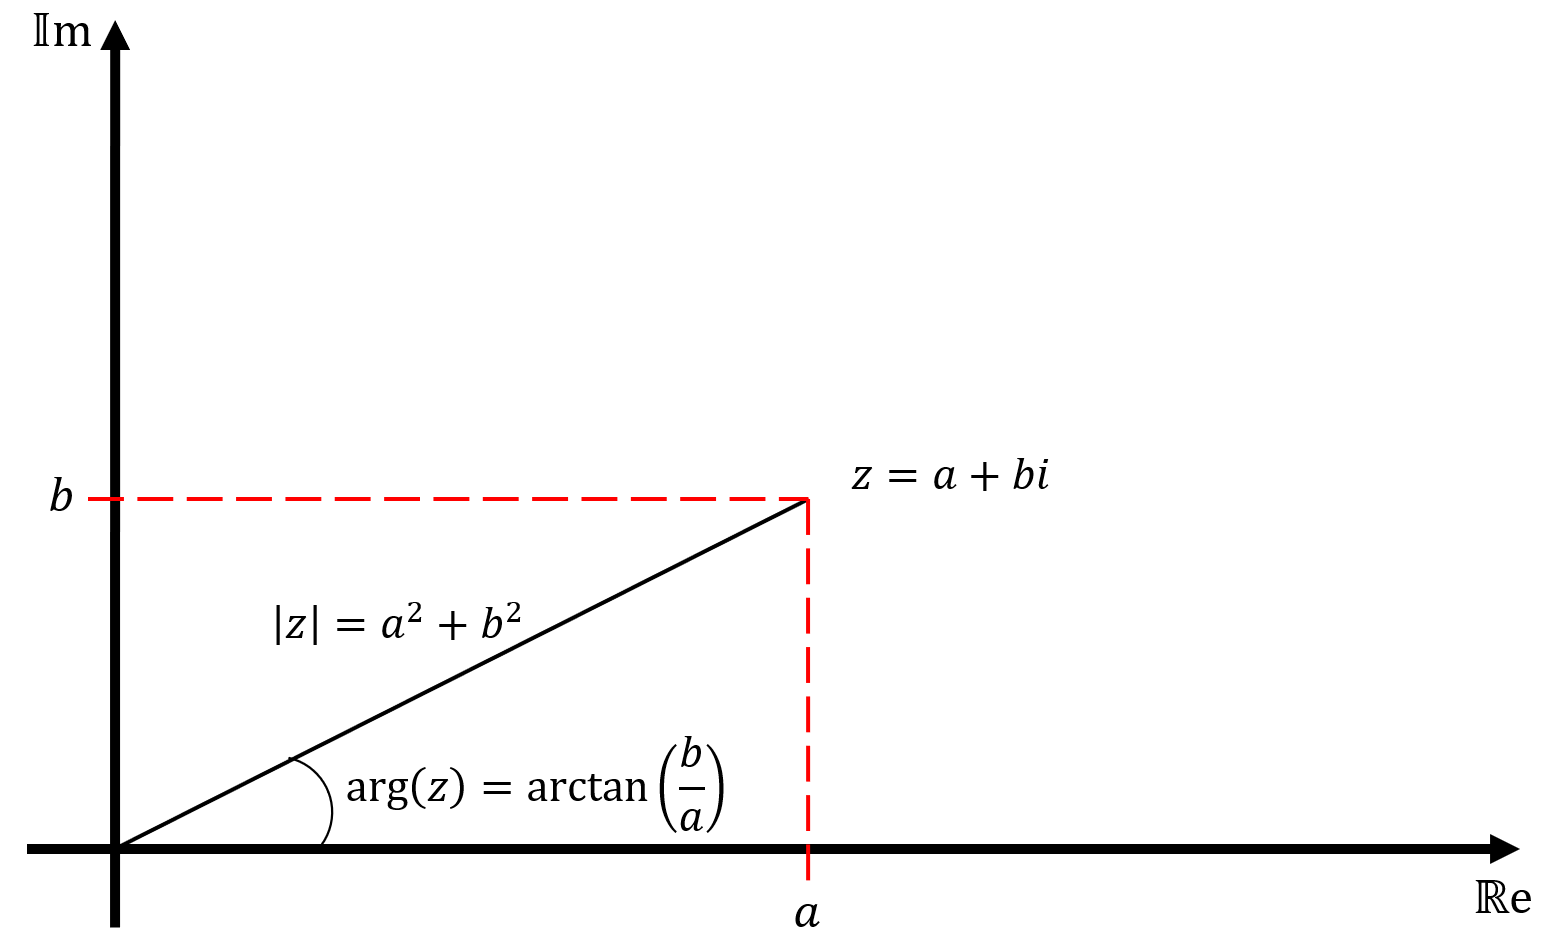 𝕀m
z = a + bi
b
|z| = a² + b²
arg(z) = arctan(b/a)
a
ℝe